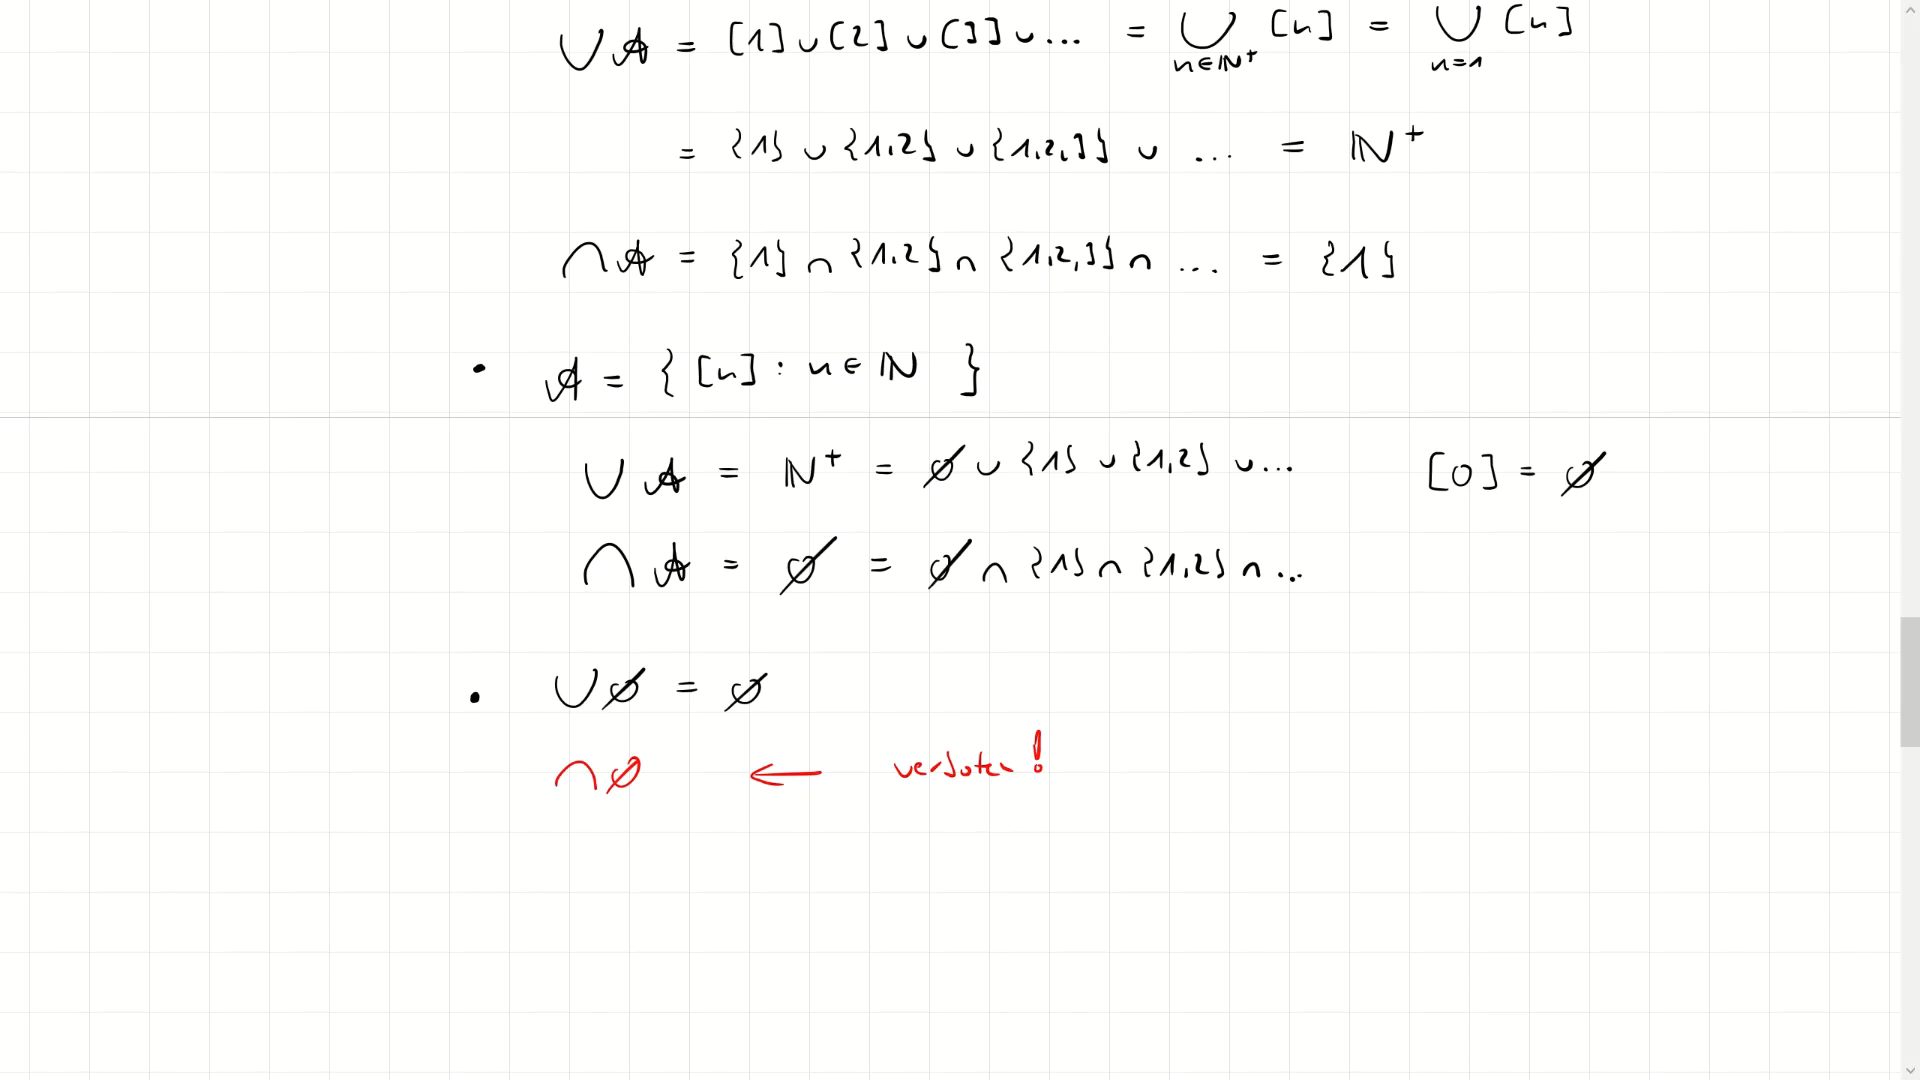 ⋃𝒜 = [1] ∪ [2] ∪ [3] ∪ ... = ⋃_{n∈ℕ⁺} [n] = ⋃_{n=1} [n]
= {1} ∪ {1,2} ∪ {1,2,3} ∪ ... = ℕ⁺
⋂𝒜 = {1} ∩ {1,2} ∩ {1,2,3} ∩ ... = {1}
• 𝒜 = { [n] : n ∈ ℕ }
⋃𝒜 = ℕ⁺ = ∅ ∪ {1} ∪ {1,2} ∪ ... [0] = ∅
⋂𝒜 = ∅ = ∅ ∩ {1} ∩ {1,2} ∩ ...
• ⋃∅ = ∅
⋂∅ ← verboten!